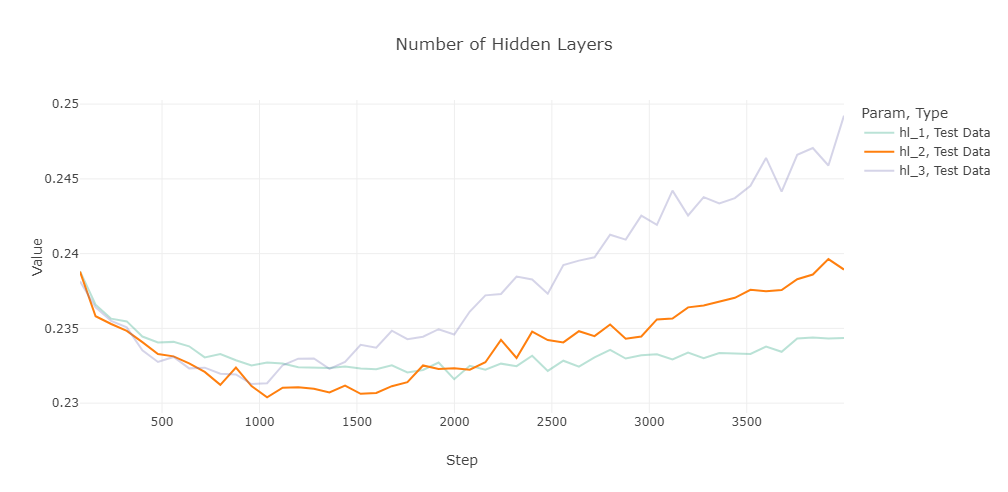 Number of Hidden Layers
Param, Type
hl_1, Test Data
hl_2, Test Data
hl_3, Test Data
Value
0.25
0.245
0.24
0.235
0.23
500
1000
1500
2000
2500
3000
3500
Step